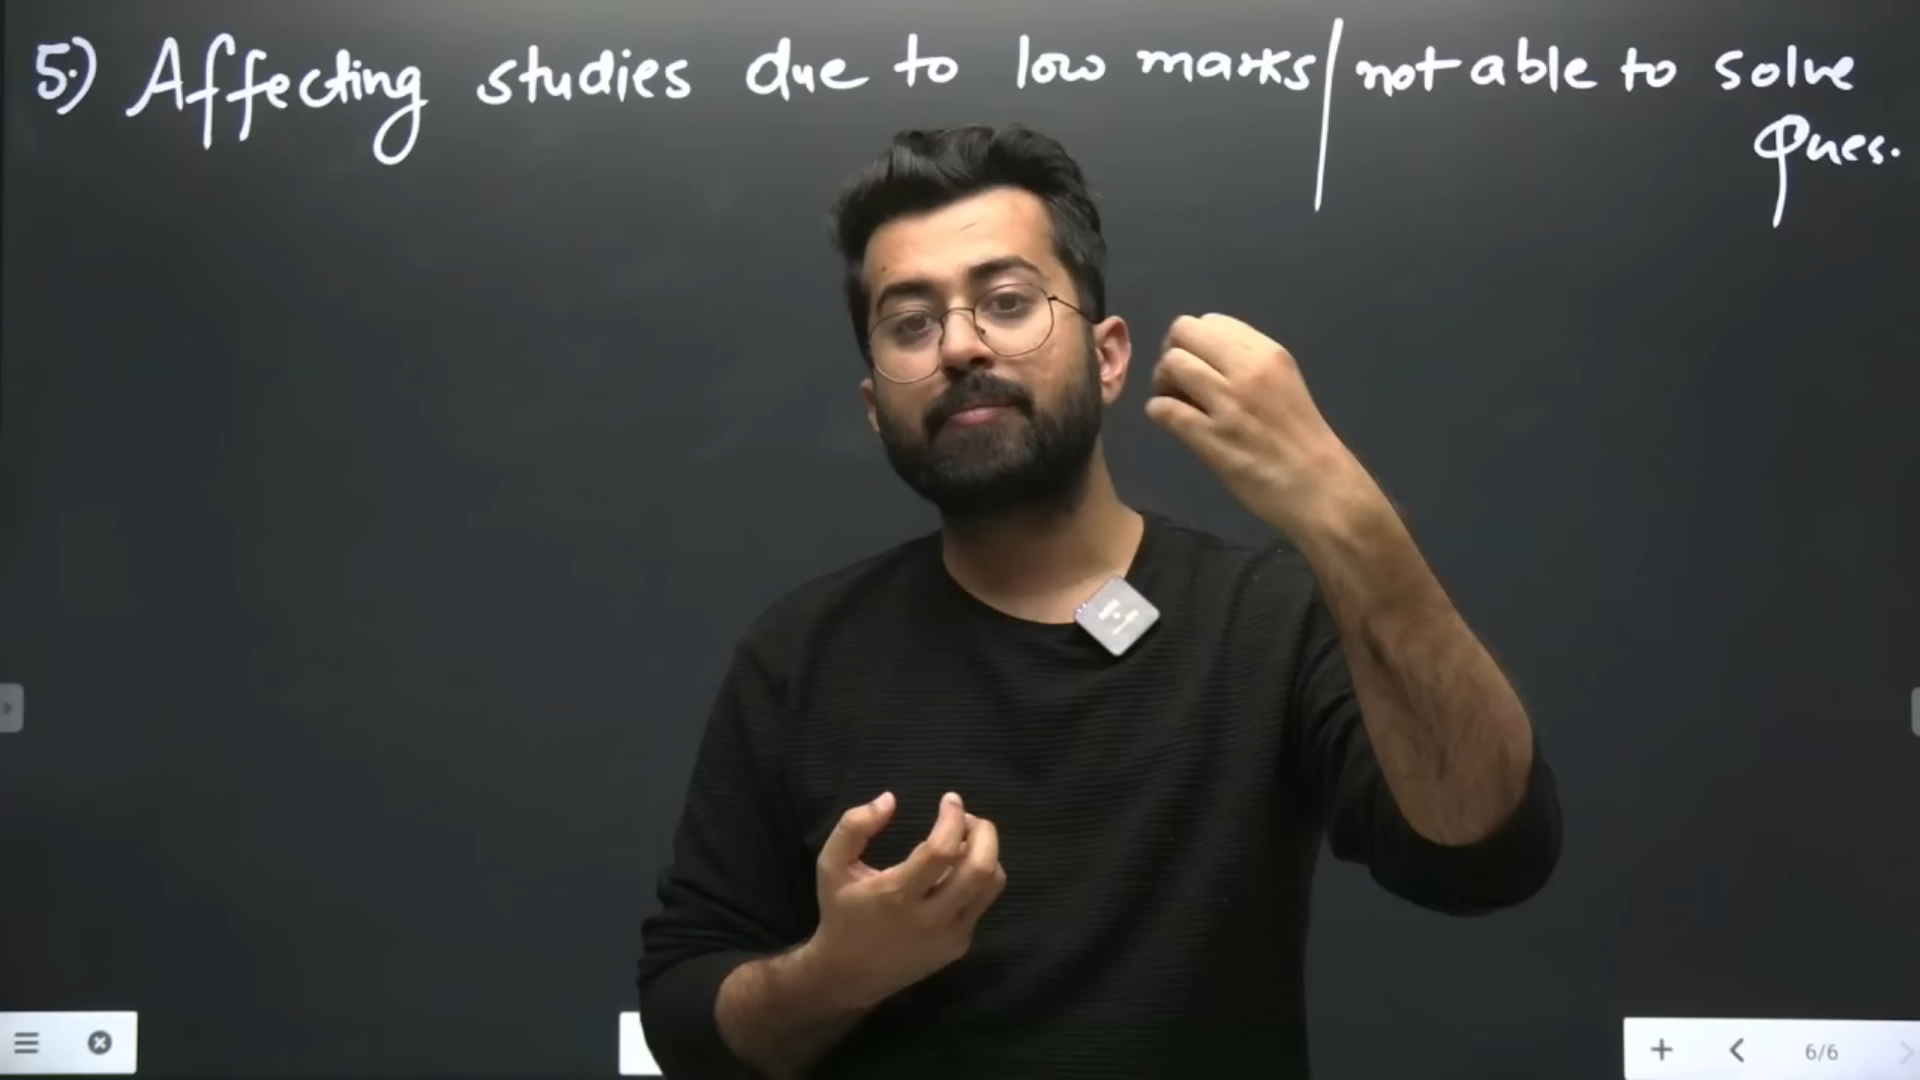 5.) Affecting studies due to low marks/not able to solve
Ques.
6/6